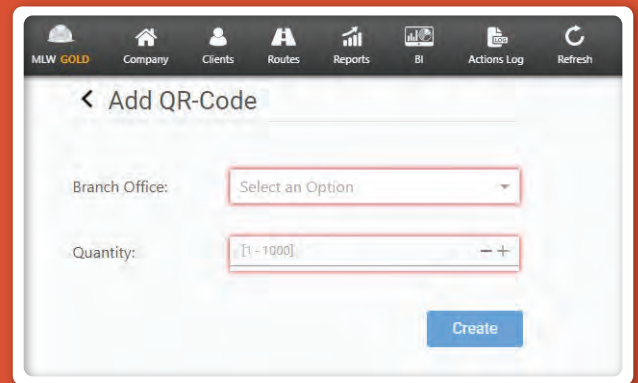 MLW GOLD Company Clients Routes Reports BI Actions Log Refresh
LOG
Add QR-Code
Branch Office: Select an Option
Quantity: [1 - 1000]
Create